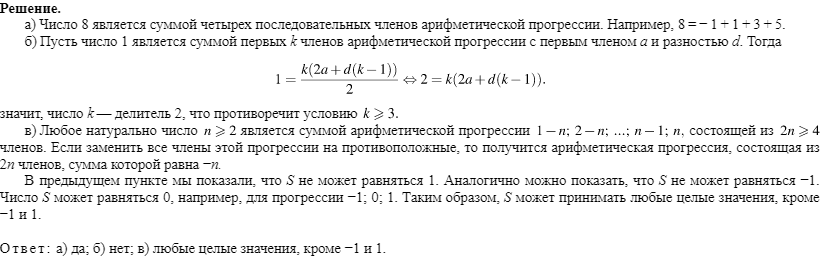 Решение.
а) Число 8 является суммой четырех последовательных членов арифметической прогрессии. Например, 8 = − 1 + 1 + 3 + 5.
б) Пусть число 1 является суммой первых k членов арифметической прогрессии с первым членом a и разностью d. Тогда
1 = k(2a + d(k − 1)) / 2 ⇔ 2 = k(2a + d(k − 1)).
значит, число k — делитель 2, что противоречит условию k ⩾ 3.
в) Любое натурально число n ⩾ 2 является суммой арифметической прогрессии 1 − n; 2 − n; ...; n − 1; n, состоящей из 2n ⩾ 4
членов. Если заменить все члены этой прогрессии на противоположные, то получится арифметическая прогрессия, состоящая из
2n членов, сумма которой равна −n.
В предыдущем пункте мы показали, что S не может равняться 1. Аналогично можно показать, что S не может равняться −1.
Число S может равняться 0, например, для прогрессии −1; 0; 1. Таким образом, S может принимать любые целые значения, кроме
−1 и 1.
Ответ: а) да; б) нет; в) любые целые значения, кроме −1 и 1.